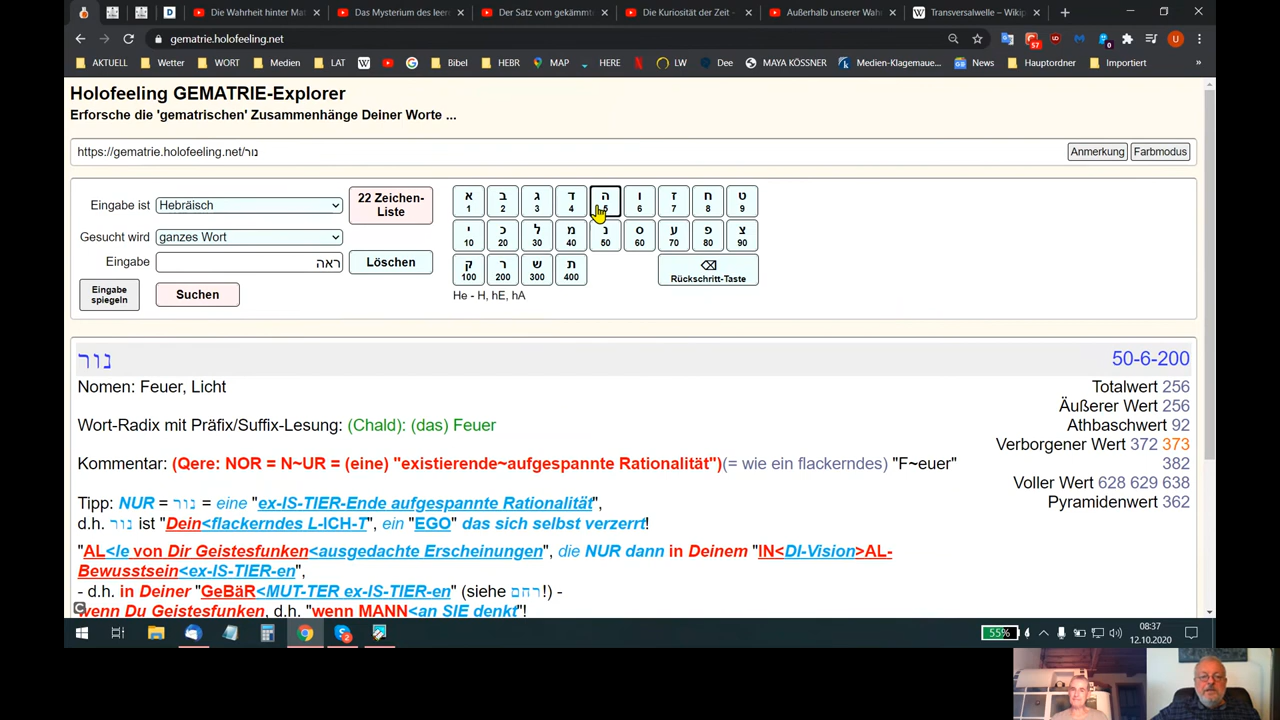 Die Wahrheit hinter Mat
Das Mysterium des leer
Der Satz vom gekämmt
Die Kuriosität der Zeit -
Außerhalb unserer Wah
Transversalwelle – Wikip
gematrie.holofeeling.net
57
0
U
AKTUELL
Wetter
WORT
Medien
LAT
Bibel
HEBR
MAP
HERE
LW
Dee
MAYA KÖSSNER
Medien-Klagemaue...
News
Hauptordner
Importiert
Holofeeling GEMATRIE-Explorer
Erforsche die 'gematrischen' Zusammenhänge Deiner Worte ...
https://gematrie.holofeeling.net/נור
Anmerkung
Farbmodus
Eingabe ist
Hebräisch
22 Zeichen-
Liste
Gesucht wird
ganzes Wort
Eingabe
ראה
Löschen
Eingabe
spiegeln
Suchen
א ב ג ד ה ו ז ח ט
1 2 3 4 5 6 7 8 9
י כ ל מ נ ס ע פ צ
10 20 30 40 50 60 70 80 90
ק ר ש ת
100 200 300 400
Rückschritt-Taste
He - H, hE, hA
נור
50-6-200
Nomen: Feuer, Licht
Totalwert 256
Äußerer Wert 256
Wort-Radix mit Präfix/Suffix-Lesung: (Chald): (das) Feuer
Athbaschwert 92
Verborgener Wert 372 373
382
Kommentar: (Qere: NOR = N~UR = (eine) "existierende~aufgespannte Rationalität")(= wie ein flackerndes) "F~euer"
Voller Wert 628 629 638
Pyramidenwert 362
Tipp: NUR = נור = eine "ex-IS-TIER-Ende aufgespannte Rationalität",
d.h. נור ist "Dein<flackerndes L-ICH-T", ein "EGO" das sich selbst verzerrt!
"AL<le von Dir Geistesfunken<ausgedachte Erscheinungen", die NUR dann in Deinem "IN<DI-Vision>AL-
Bewusstsein<ex-IS-TIER-en",
- d.h. in Deiner "GeBäR<MUT-TER ex-IS-TIER-en" (siehe רחם!) -
wenn Du Geistesfunken, d.h. "wenn MANN<an SIE denkt"!
55%
08:37
12.10.2020